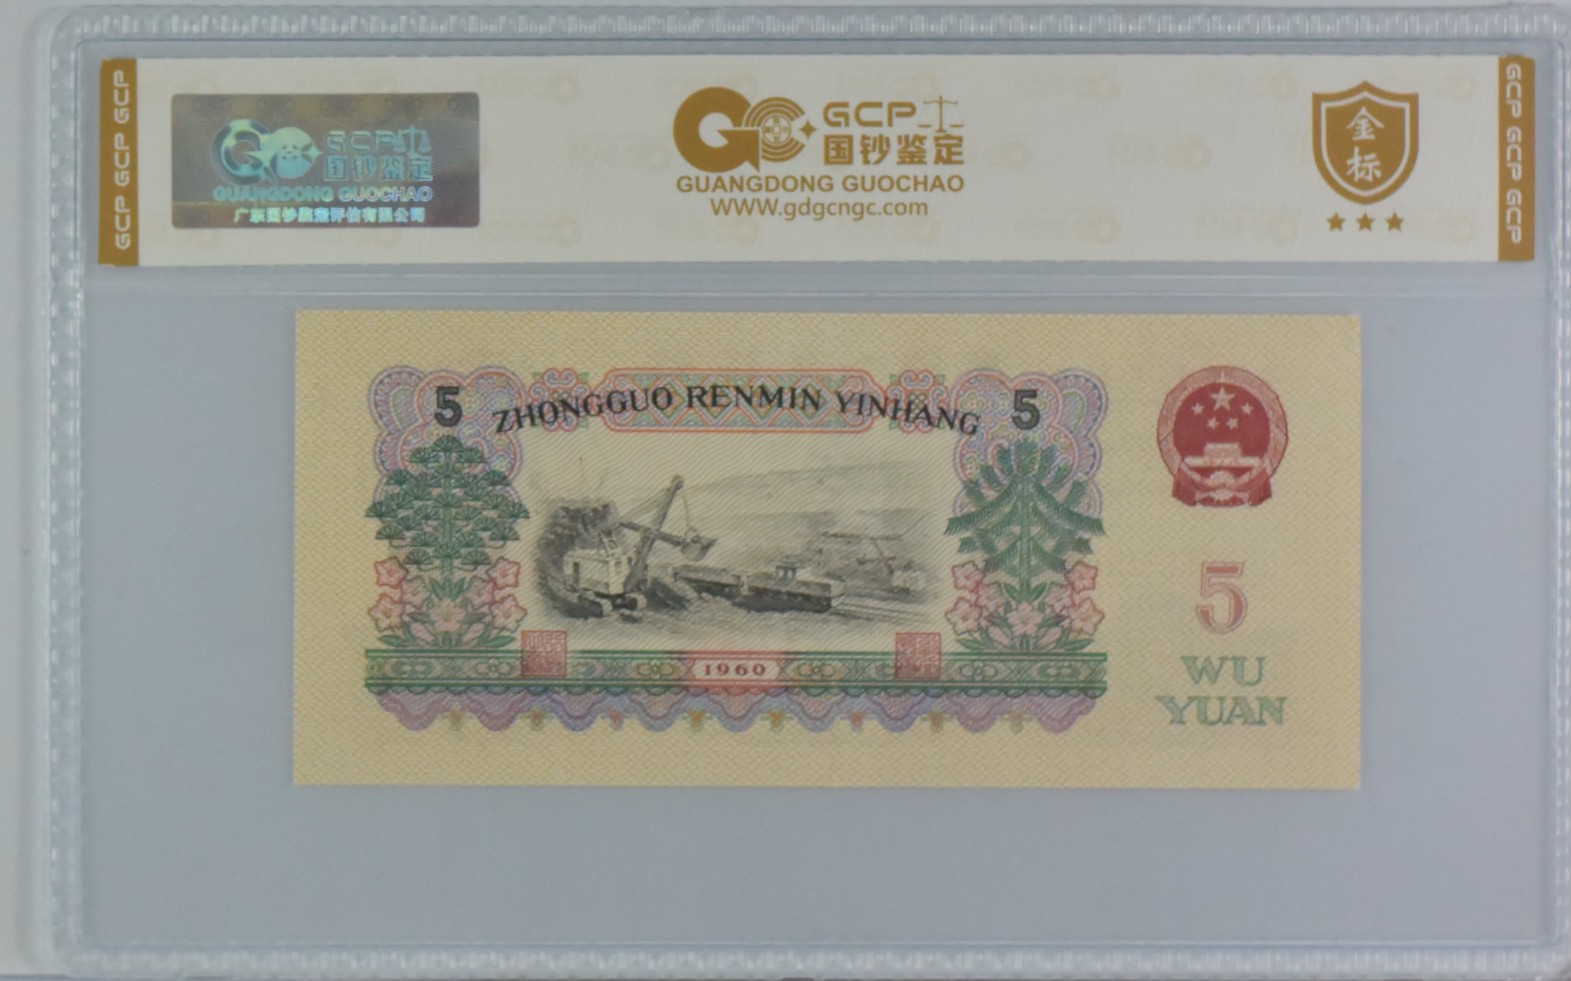 GCP GCP GCP
GCP
国钞鉴定
GUANGDONG GUOCHAO
广东国钞鉴定评估有限公司
GCP
国钞鉴定
GUANGDONG GUOCHAO
WWW.gdgcngc.com
金
标
GCP GCP GCP
5 ZHONGGUO RENMIN YINHANG 5
1960
5
WU
YUAN